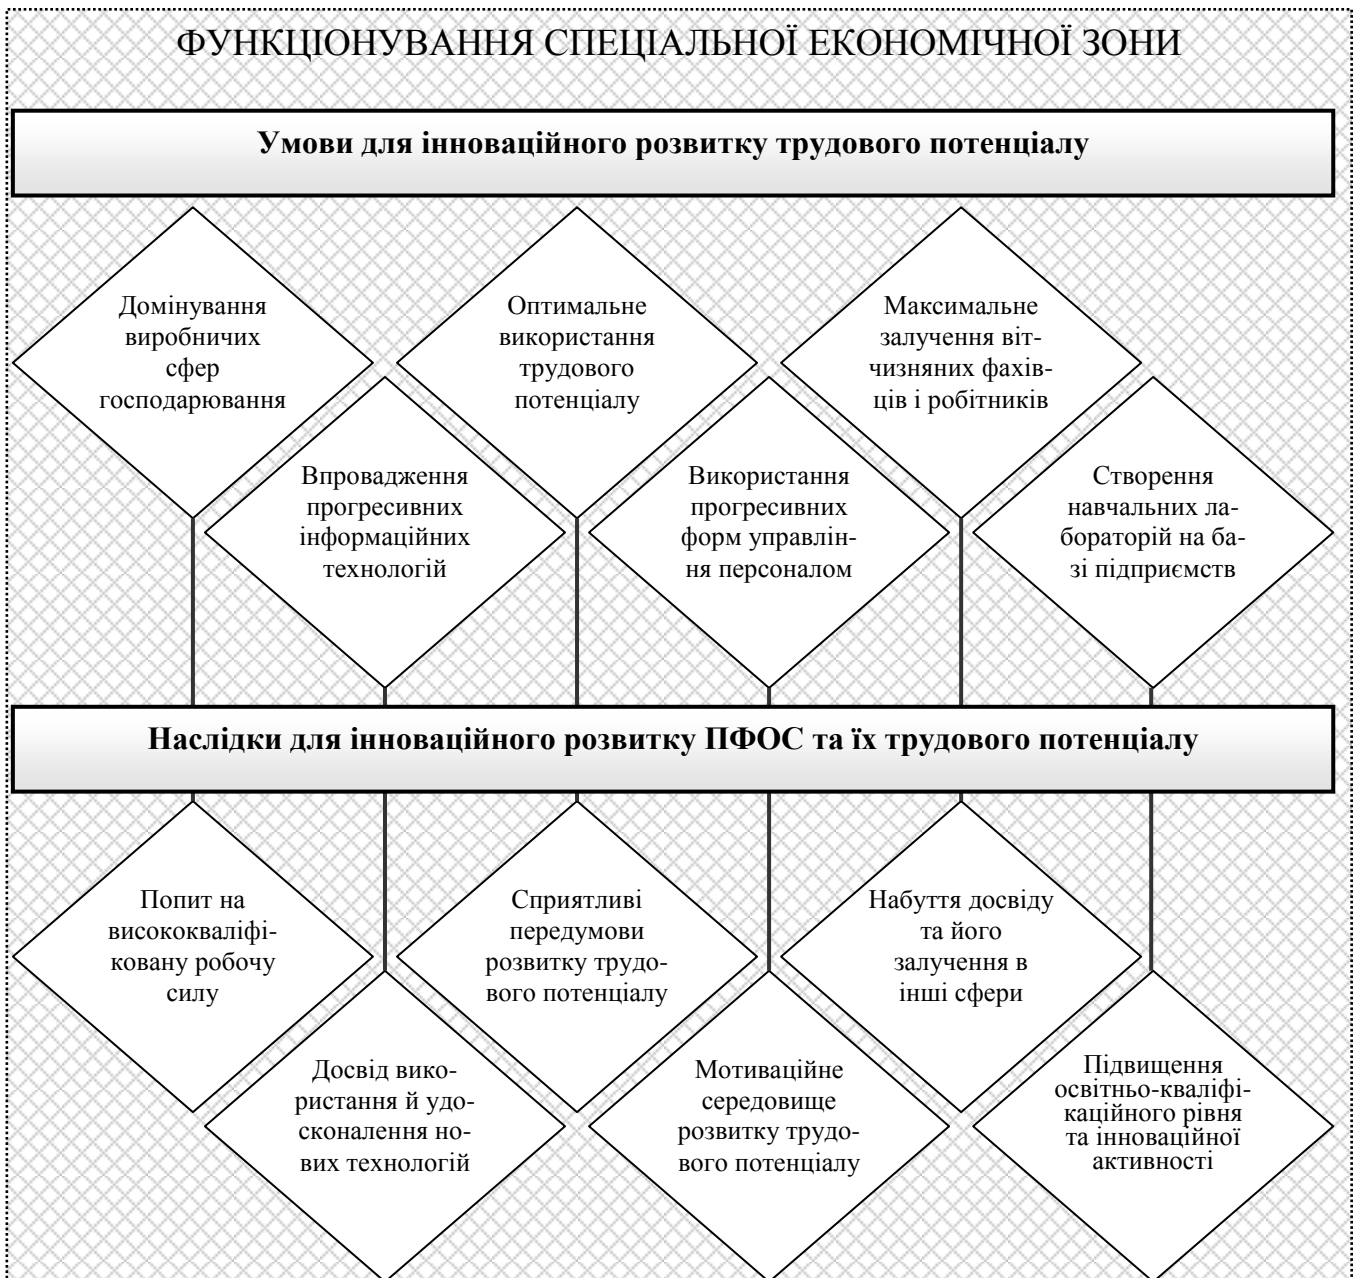 ФУНКЦІОНУВАННЯ СПЕЦІАЛЬНОЇ ЕКОНОМІЧНОЇ ЗОНИ
Умови для інноваційного розвитку трудового потенціалу
Домінування
виробничих
сфер
господарювання
Оптимальне
використання
трудового
потенціалу
Максимальне
залучення віт-
чизняних фахів-
ців і робітників
Впровадження
прогресивних
інформаційних
технологій
Використання
прогресивних
форм управлін-
ня персоналом
Створення
навчальних ла-
бораторій на ба-
зі підприємств
Наслідки для інноваційного розвитку ПФОС та їх трудового потенціалу
Попит на
висококваліфі-
ковану робочу
силу
Сприятливі
передумови
розвитку трудо-
вого потенціалу
Набуття досвіду
та його
залучення в
інші сфери
Досвід вико-
ристання й удо-
сконалення но-
вих технологій
Мотиваційне
середовище
розвитку трудо-
вого потенціалу
Підвищення
освітньо-кваліфі-
каційного рівня
та інноваційної
активності